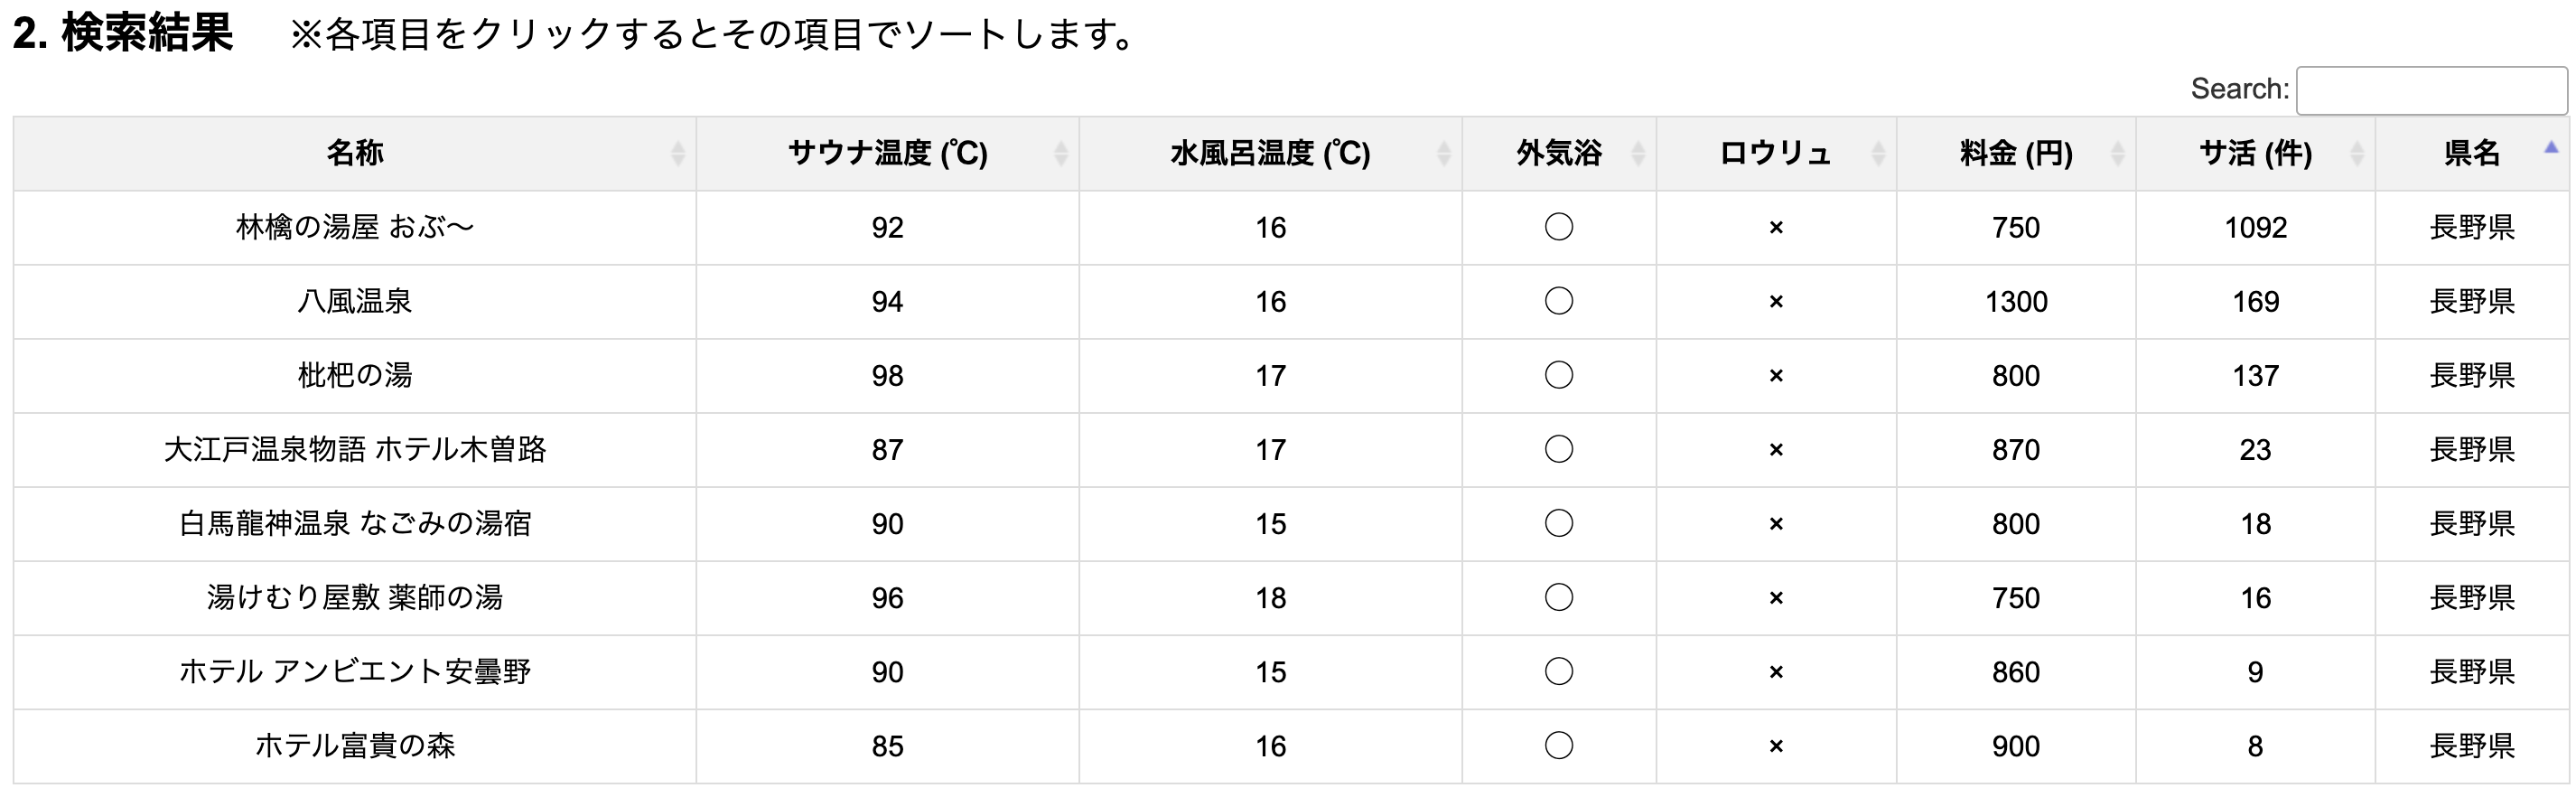 2. 検索結果 ※各項目をクリックするとその項目でソートします。
Search:
名称 サウナ温度 (℃) 水風呂温度 (℃) 外気浴 ロウリュ 料金 (円) サ活 (件) 県名
林檎の湯屋 おぶ〜 92 16 ◯ × 750 1092 長野県
八風温泉 94 16 ◯ × 1300 169 長野県
枇杷の湯 98 17 ◯ × 800 137 長野県
大江戸温泉物語 ホテル木曽路 87 17 ◯ × 870 23 長野県
白馬龍神温泉 なごみの湯宿 90 15 ◯ × 800 18 長野県
湯けむり屋敷 薬師の湯 96 18 ◯ × 750 16 長野県
ホテル アンビエント安曇野 90 15 ◯ × 860 9 長野県
ホテル富貴の森 85 16 ◯ × 900 8 長野県